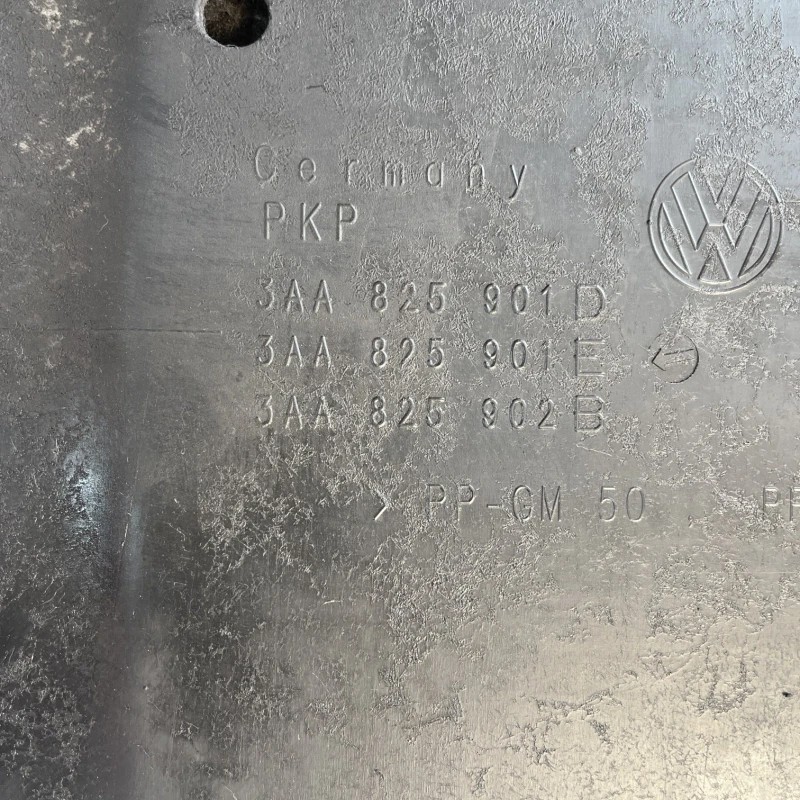 Germany
PKP
3AA 825 901 D
3AA 825 901 E
3AA 825 902 B
> PP-GM 50